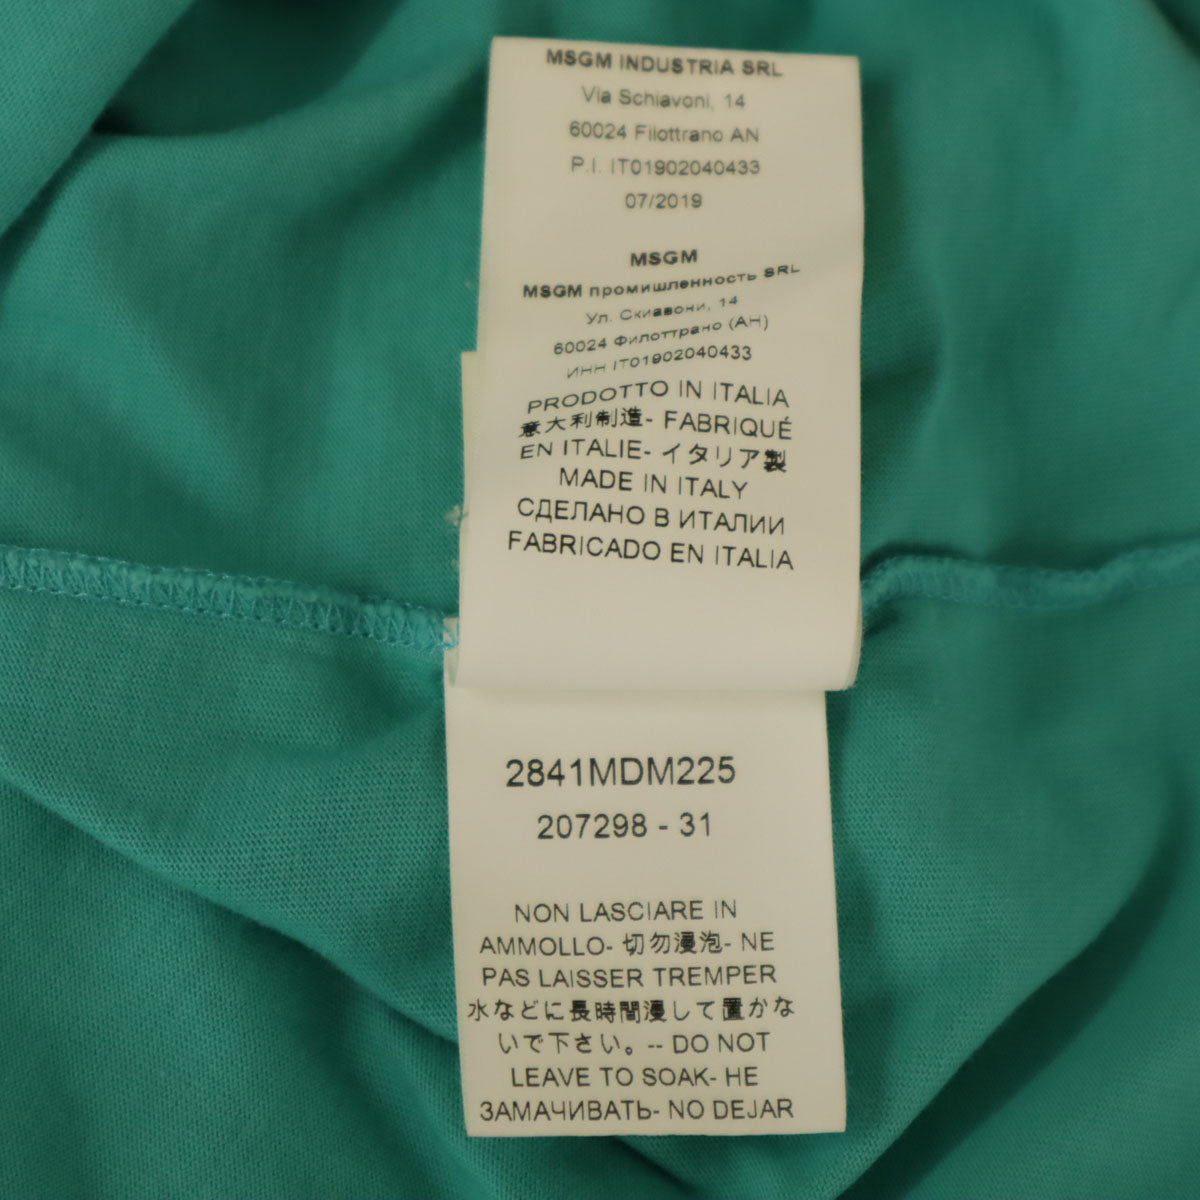 MSGM INDUSTRIA SRL
Via Schiavoni, 14
60024 Filottrano AN
P.I. IT01902040433
07/2019
MSGM
MSGM промишленность SRL
Ул. Скиавони, 14
60024 Филоттрано (АН)
ИНН IT01902040433
PRODOTTO IN ITALIA
意大利制造- FABRIQUÉ
EN ITALIE- イタリア製
MADE IN ITALY
СДЕЛАНО В ИТАЛИИ
FABRICADO EN ITALIA
2841MDM225
207298 - 31
NON LASCIARE IN
AMMOLLO- 切勿漫泡- NE
PAS LAISSER TREMPER
水などに長時間漫して置かな
いで下さい。-- DO NOT
LEAVE TO SOAK- НЕ
ЗАМАЧИВАТЬ- NO DEJAR